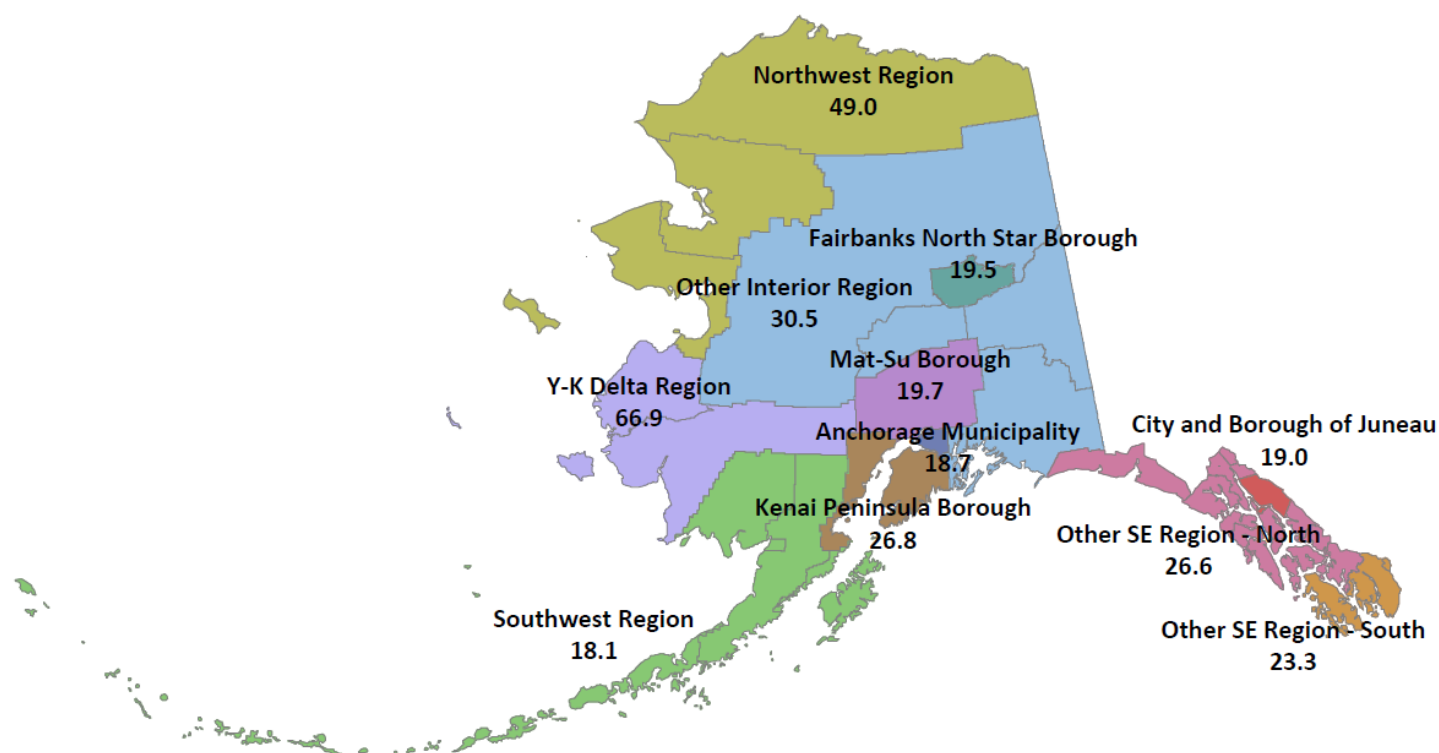 Northwest Region
49.0
Fairbanks North Star Borough
19.5
Other Interior Region
30.5
Mat-Su Borough
19.7
Y-K Delta Region
66.9
Anchorage Municipality
18.7
City and Borough of Juneau
19.0
Kenai Peninsula Borough
26.8
Other SE Region - North
26.6
Southwest Region
18.1
Other SE Region - South
23.3